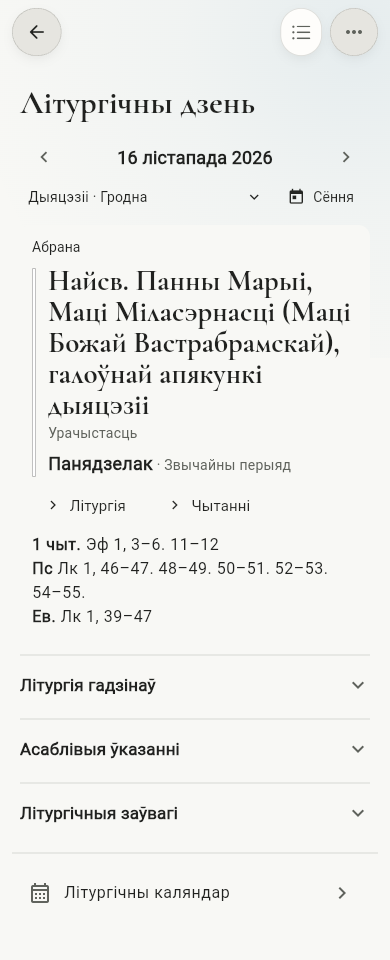 Літургічны дзень
16 лістапада 2026
Дыяцэзіі · Гродна
Сёння
Абрана
Найсв. Панны Марыі,
Маці Міласэрнасці (Маці
Божай Вастрабрамскай),
галоўнай апякункі
дыяцэзіі
Урачыстасць
Панядзелак · Звычайны перыяд
Літургія
Чытанні
1 чыт. Эф 1, 3–6. 11–12
Пс Лк 1, 46–47. 48–49. 50–51. 52–53.
54–55.
Ев. Лк 1, 39–47
Літургія гадзінаў
Асаблівыя ўказанні
Літургічныя заўвагі
Літургічны каляндар